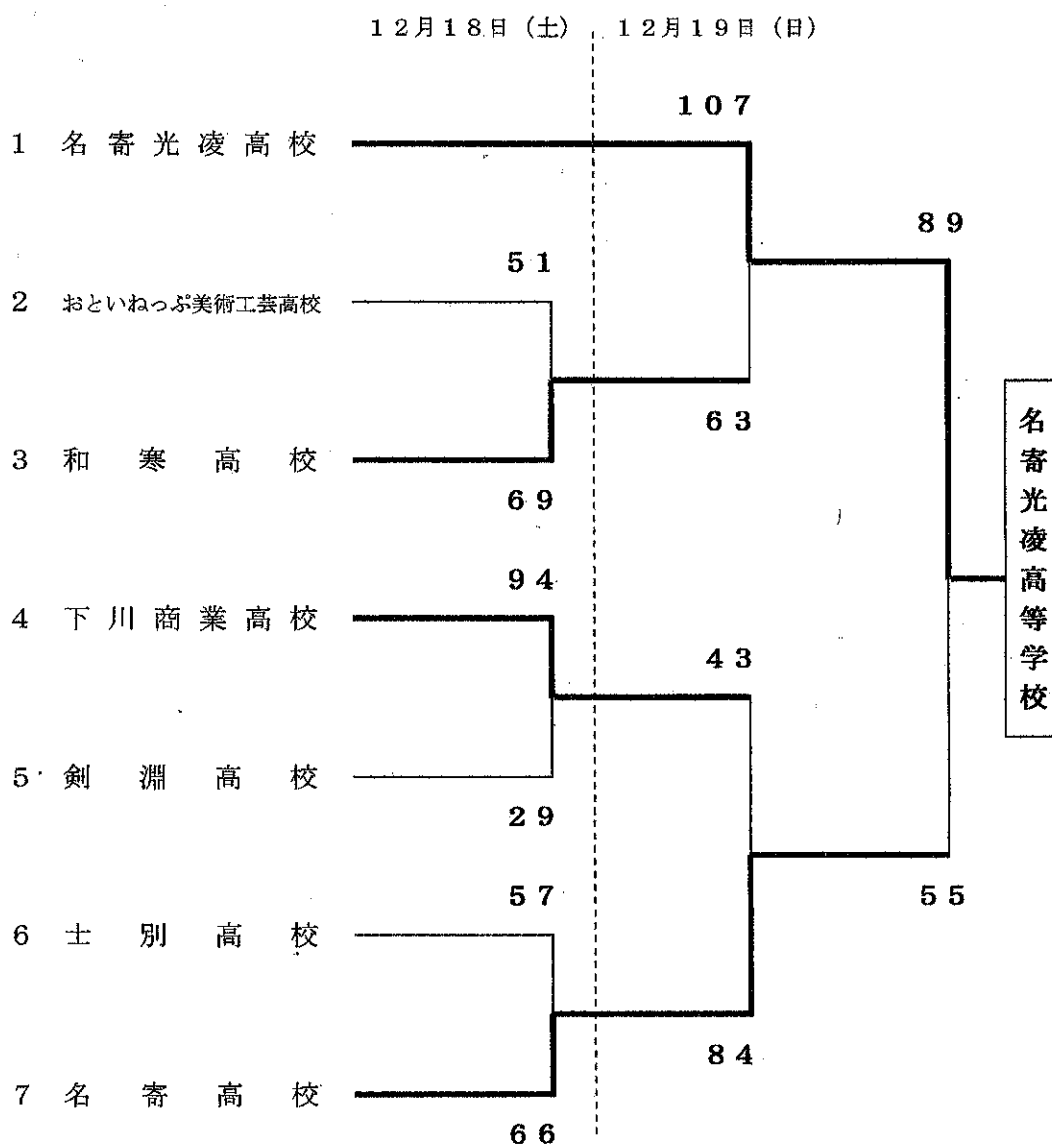 12月18日(土) 12月19日(日)
107
1 名寄光凌高校
89
51
2 おといねっぷ美術工芸高校
63
3 和寒高校
69
名寄光凌高等学校
94
4 下川商業高校
43
5 剣淵高校
29
57
55
6 士別高校
84
7 名寄高校
66